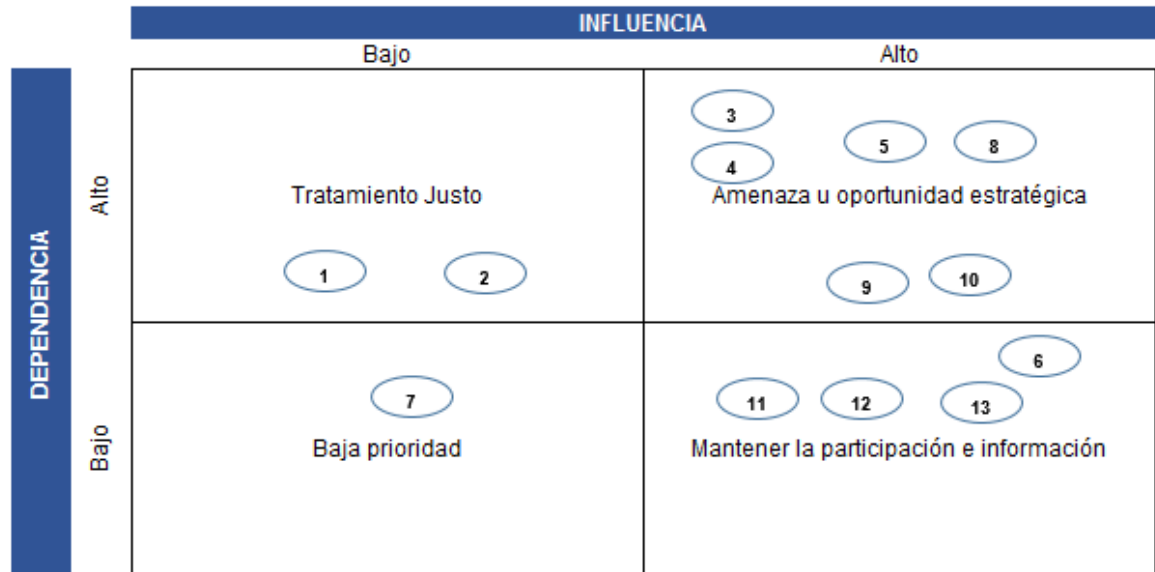 INFLUENCIA
Bajo
Alto
DEPENDENCIA
Alto
3
5
8
4
Tratamiento Justo
Amenaza u oportunidad estratégica
1
2
9
10
Bajo
6
7
11
12
13
Baja prioridad
Mantener la participación e información